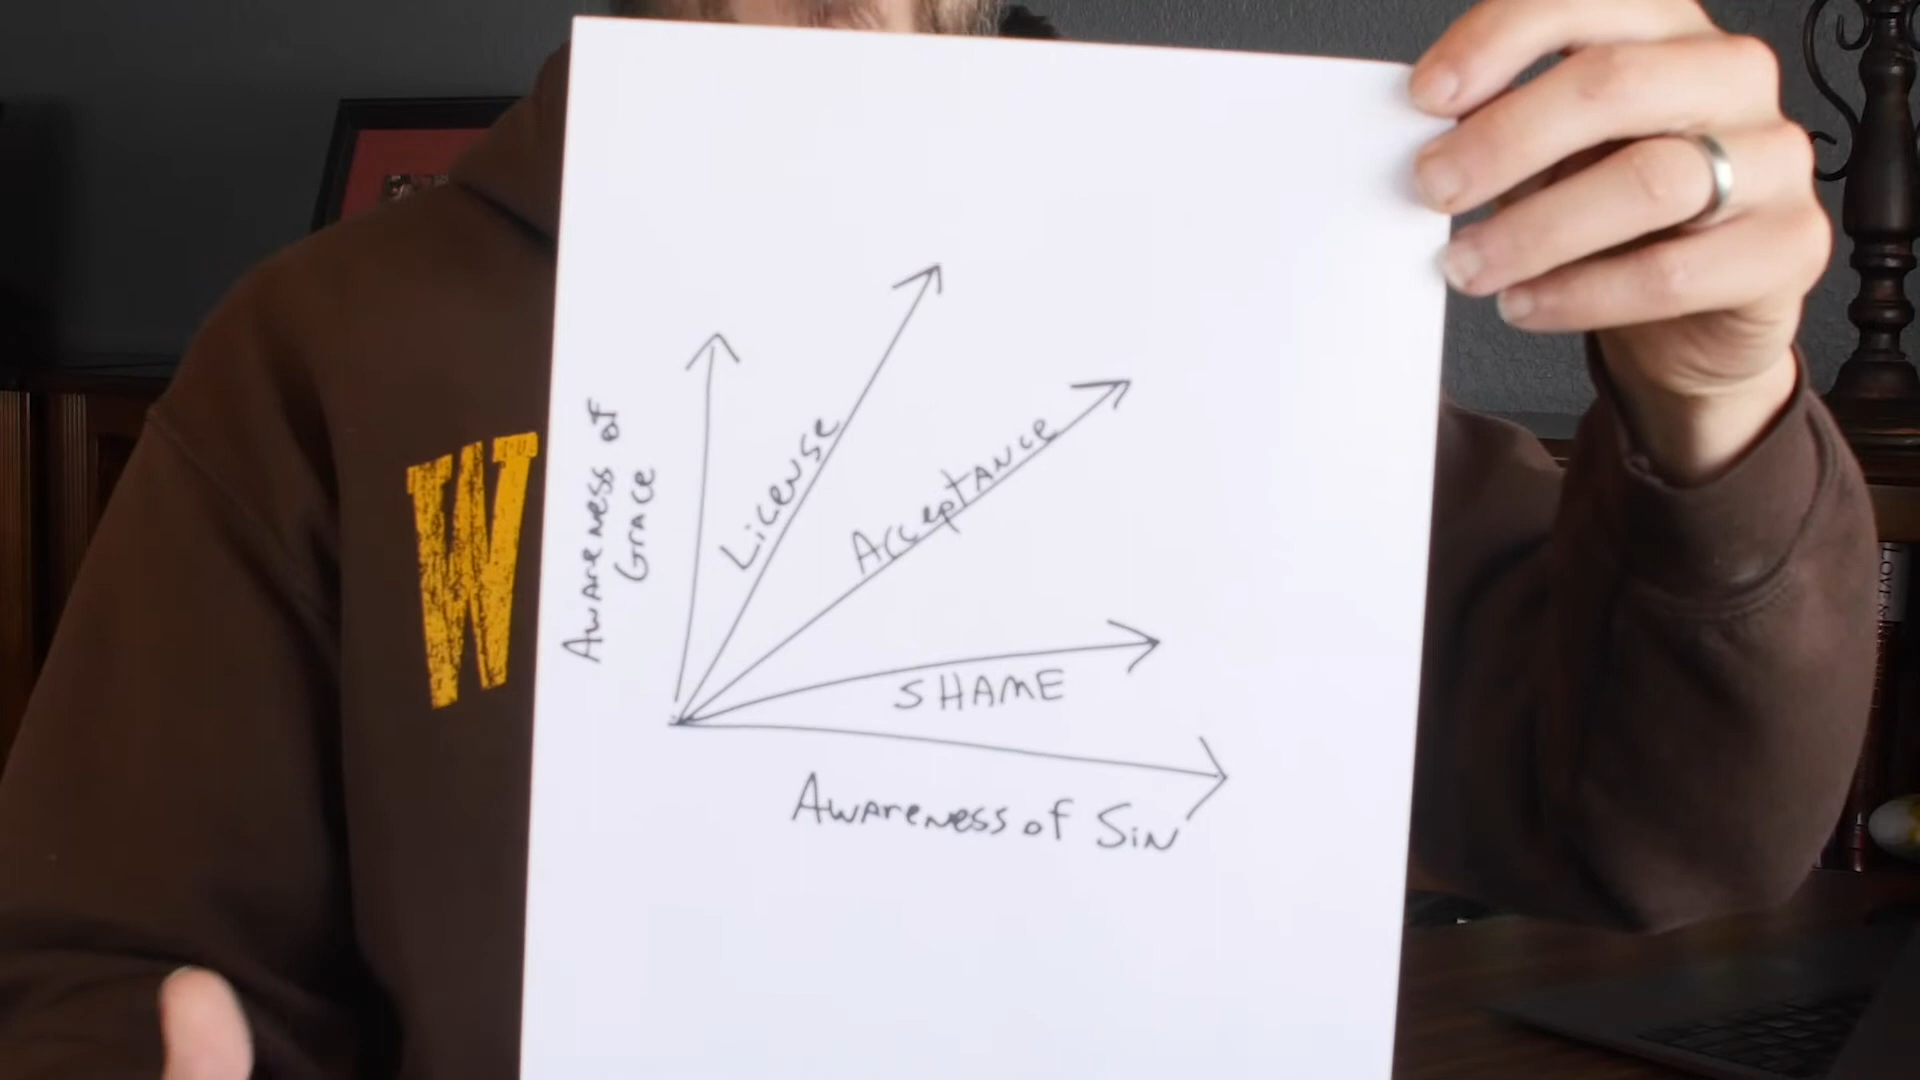 Awareness of
Grace
License
Acceptance
SHAME
Awareness of Sin
W